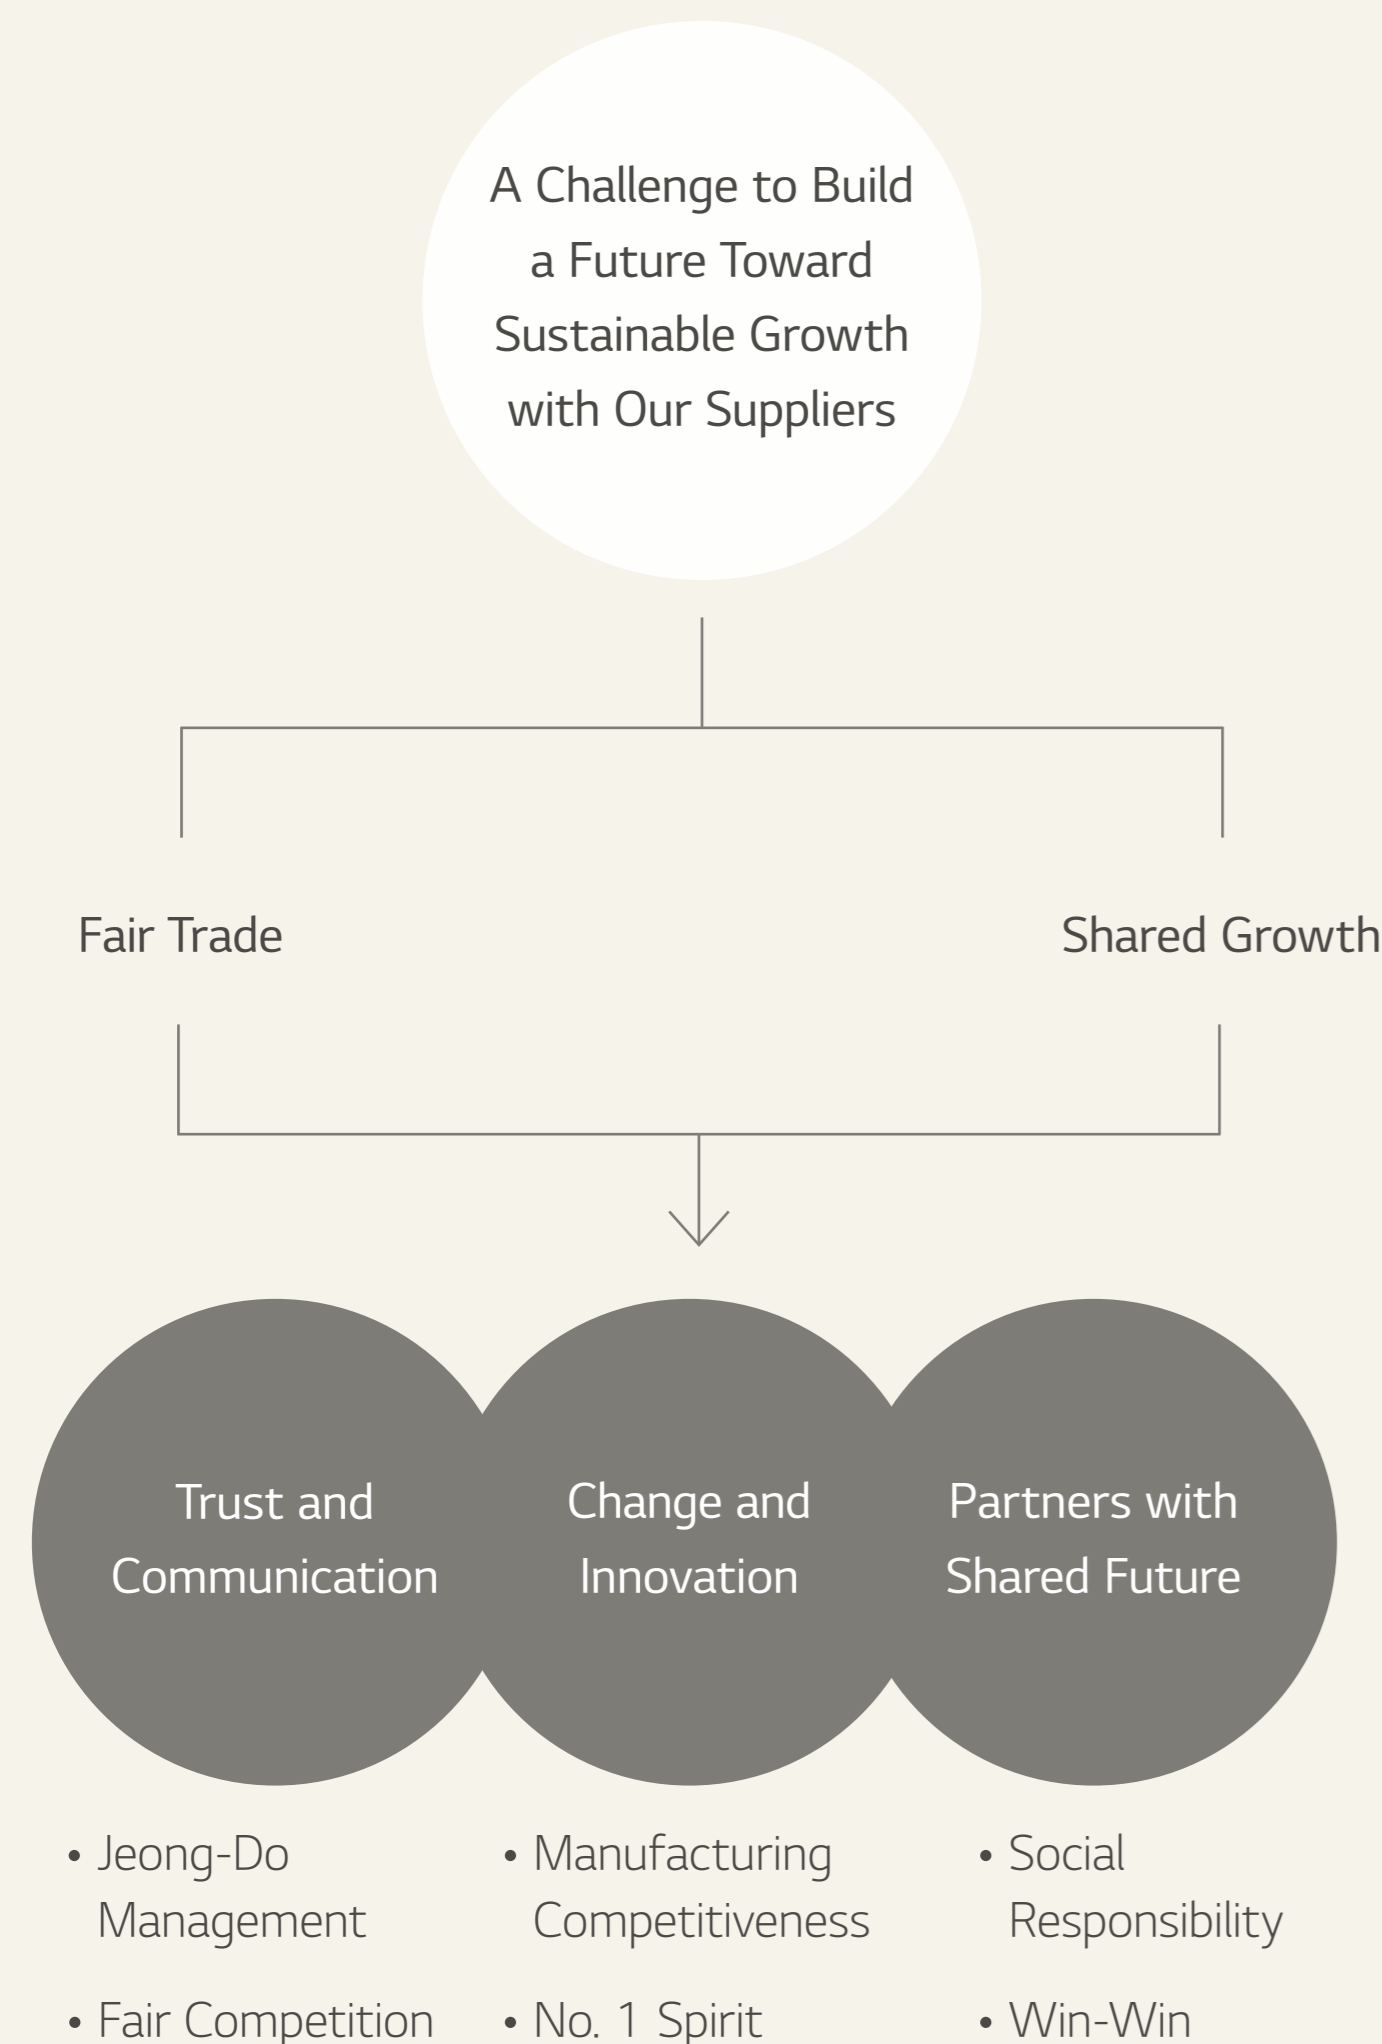 A Challenge to Build
a Future Toward
Sustainable Growth
with Our Suppliers
Fair Trade
Shared Growth
Trust and
Communication
Change and
Innovation
Partners with
Shared Future
• Jeong-Do
Management
• Fair Competition
• Manufacturing
Competitiveness
• No. 1 Spirit
• Social
Responsibility
• Win-Win